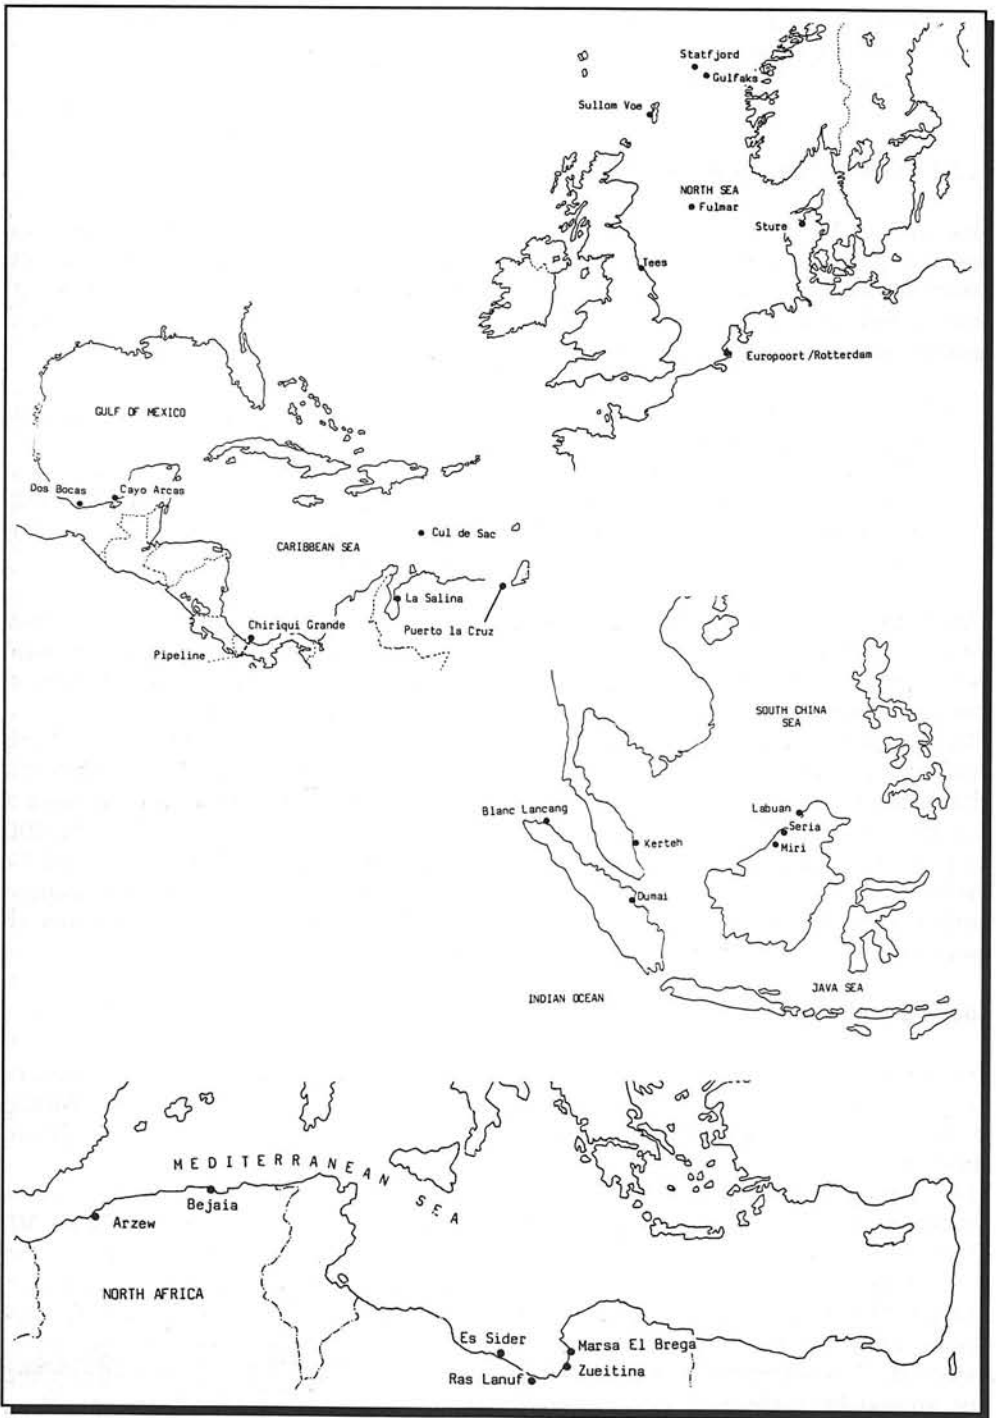 Statfjord
Gulfaks
Sullom Voe
NORTH SEA
Fulmar
Sture
Tees
Europoort/Rotterdam
GULF OF MEXICO
Dos Bocas
Cayo Arcas
Cul de Sac
CARIBBEAN SEA
La Salina
Puerto la Cruz
Chiriqui Grande
Pipeline
SOUTH CHINA
SEA
Blanc Lancang
Labuan
Seria
Miri
Kerteh
Dumai
JAVA SEA
INDIAN OCEAN
MEDITERRANEAN SEA
Bejaia
Arzew
NORTH AFRICA
Es Sider
Marsa El Brega
Zueitina
Ras Lanuf